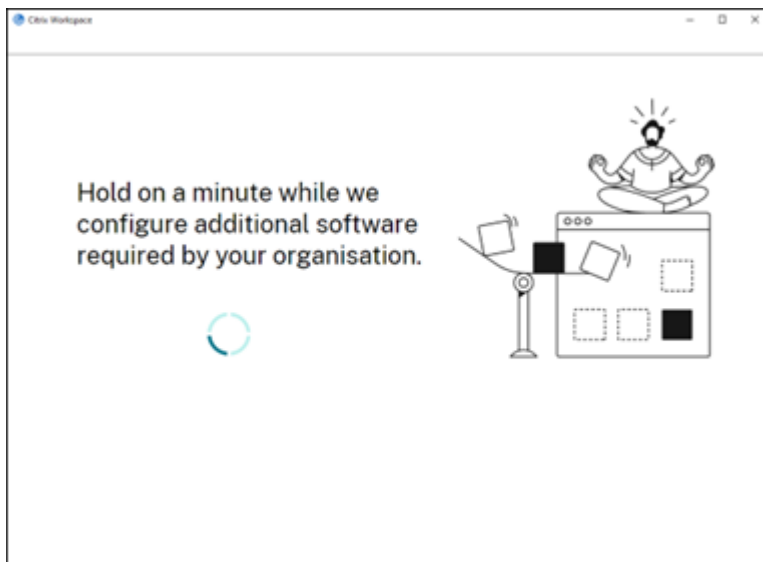 Citrix Workspace
Hold on a minute while we
configure additional software
required by your organisation.